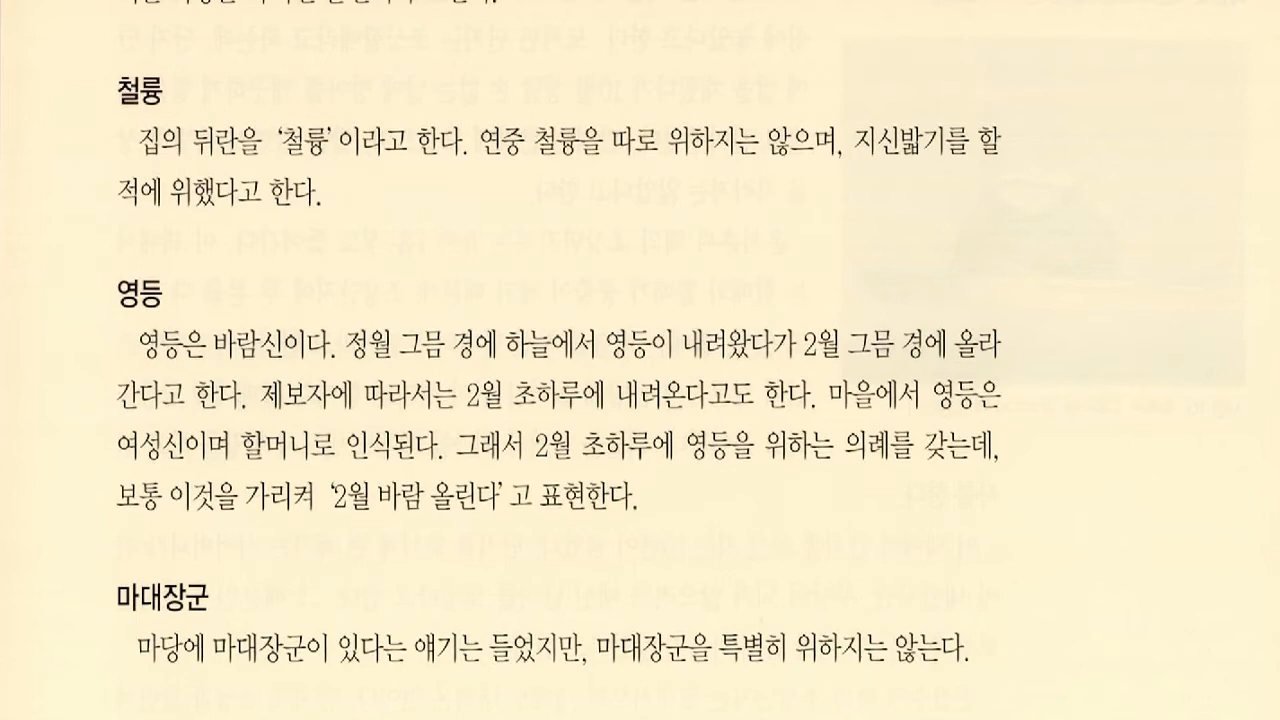 철륭
집의 뒤란을 ‘철륭’이라고 한다. 연중 철륭을 따로 위하지는 않으며, 지신밟기를 할
적에 위했다고 한다.
영등
영등은 바람신이다. 정월 그믐 경에 하늘에서 영등이 내려왔다가 2월 그믐 경에 올라
간다고 한다. 제보자에 따라서는 2월 초하루에 내려온다고도 한다. 마을에서 영등은
여성신이며 할머니로 인식된다. 그래서 2월 초하루에 영등을 위하는 의례를 갖는데,
보통 이것을 가리켜 ‘2월 바람 올린다’고 표현한다.
마대장군
마당에 마대장군이 있다는 얘기는 들었지만, 마대장군을 특별히 위하지는 않는다.